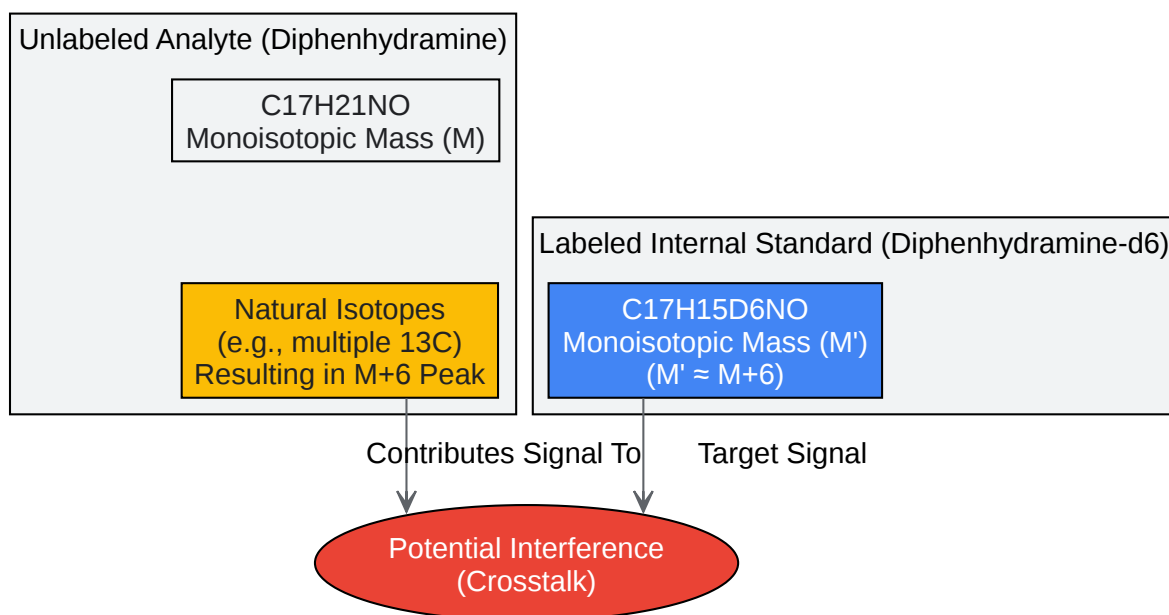 Unlabeled Analyte (Diphenhydramine)
C17H21NO
Monoisotopic Mass (M)
Natural Isotopes
(e.g., multiple 13C)
Resulting in M+6 Peak
Labeled Internal Standard (Diphenhydramine-d6)
C17H15D6NO
Monoisotopic Mass (M')
(M' ≈ M+6)
Contributes Signal To
Target Signal
Potential Interference
(Crosstalk)